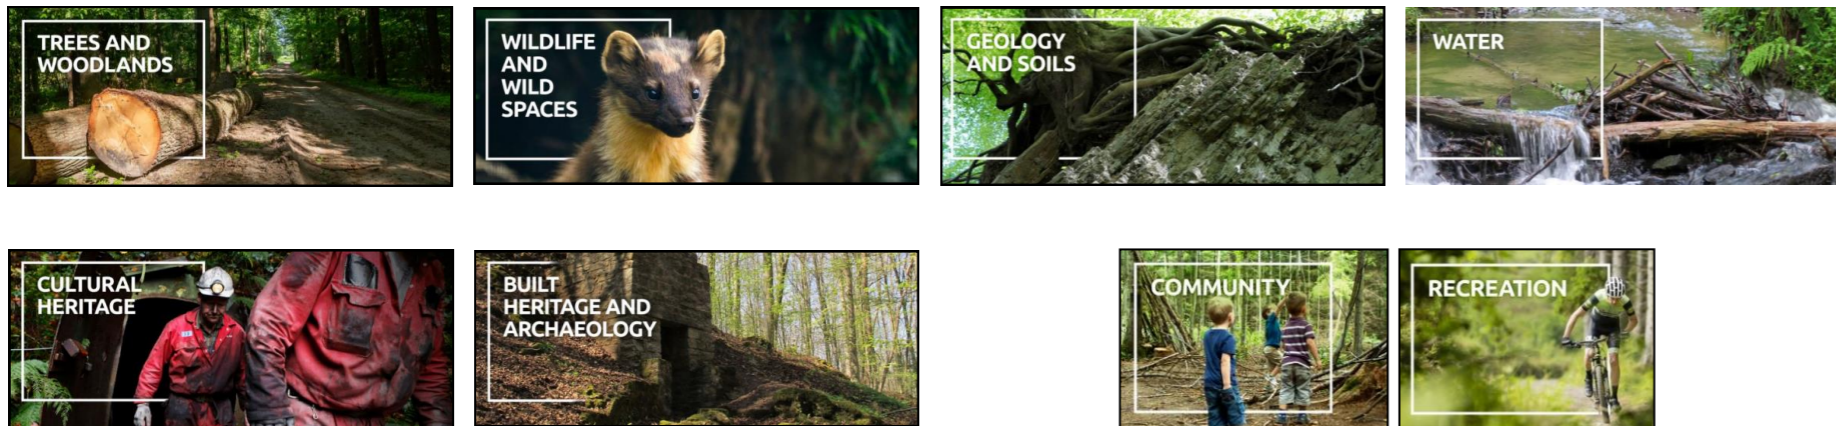 TREES AND
WOODLANDS
WILDLIFE
AND
WILD
SPACES
GEOLOGY
AND SOILS
WATER
CULTURAL
HERITAGE
BUILT
HERITAGE AND
ARCHAEOLOGY
COMMUNITY
RECREATION